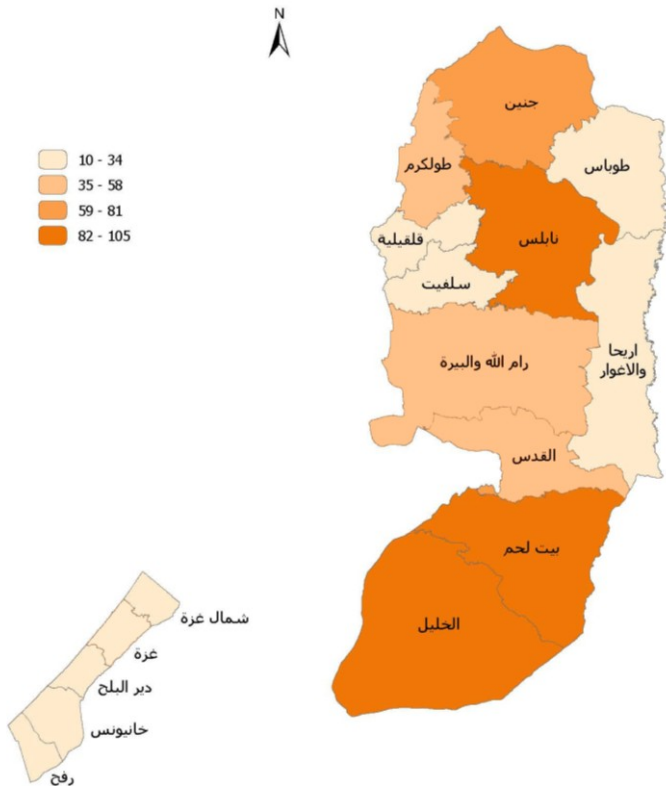 N
جنين
10 - 34
طولكرم
طوباس
35 - 58
59 - 81
82 - 105
قلقيلية
نابلس
سلفيت
رام الله والبيرة
اريحا
والاغوار
القدس
بيت لحم
الخليل
شمال غزة
غزة
دير البلح
خانيونس
رفح